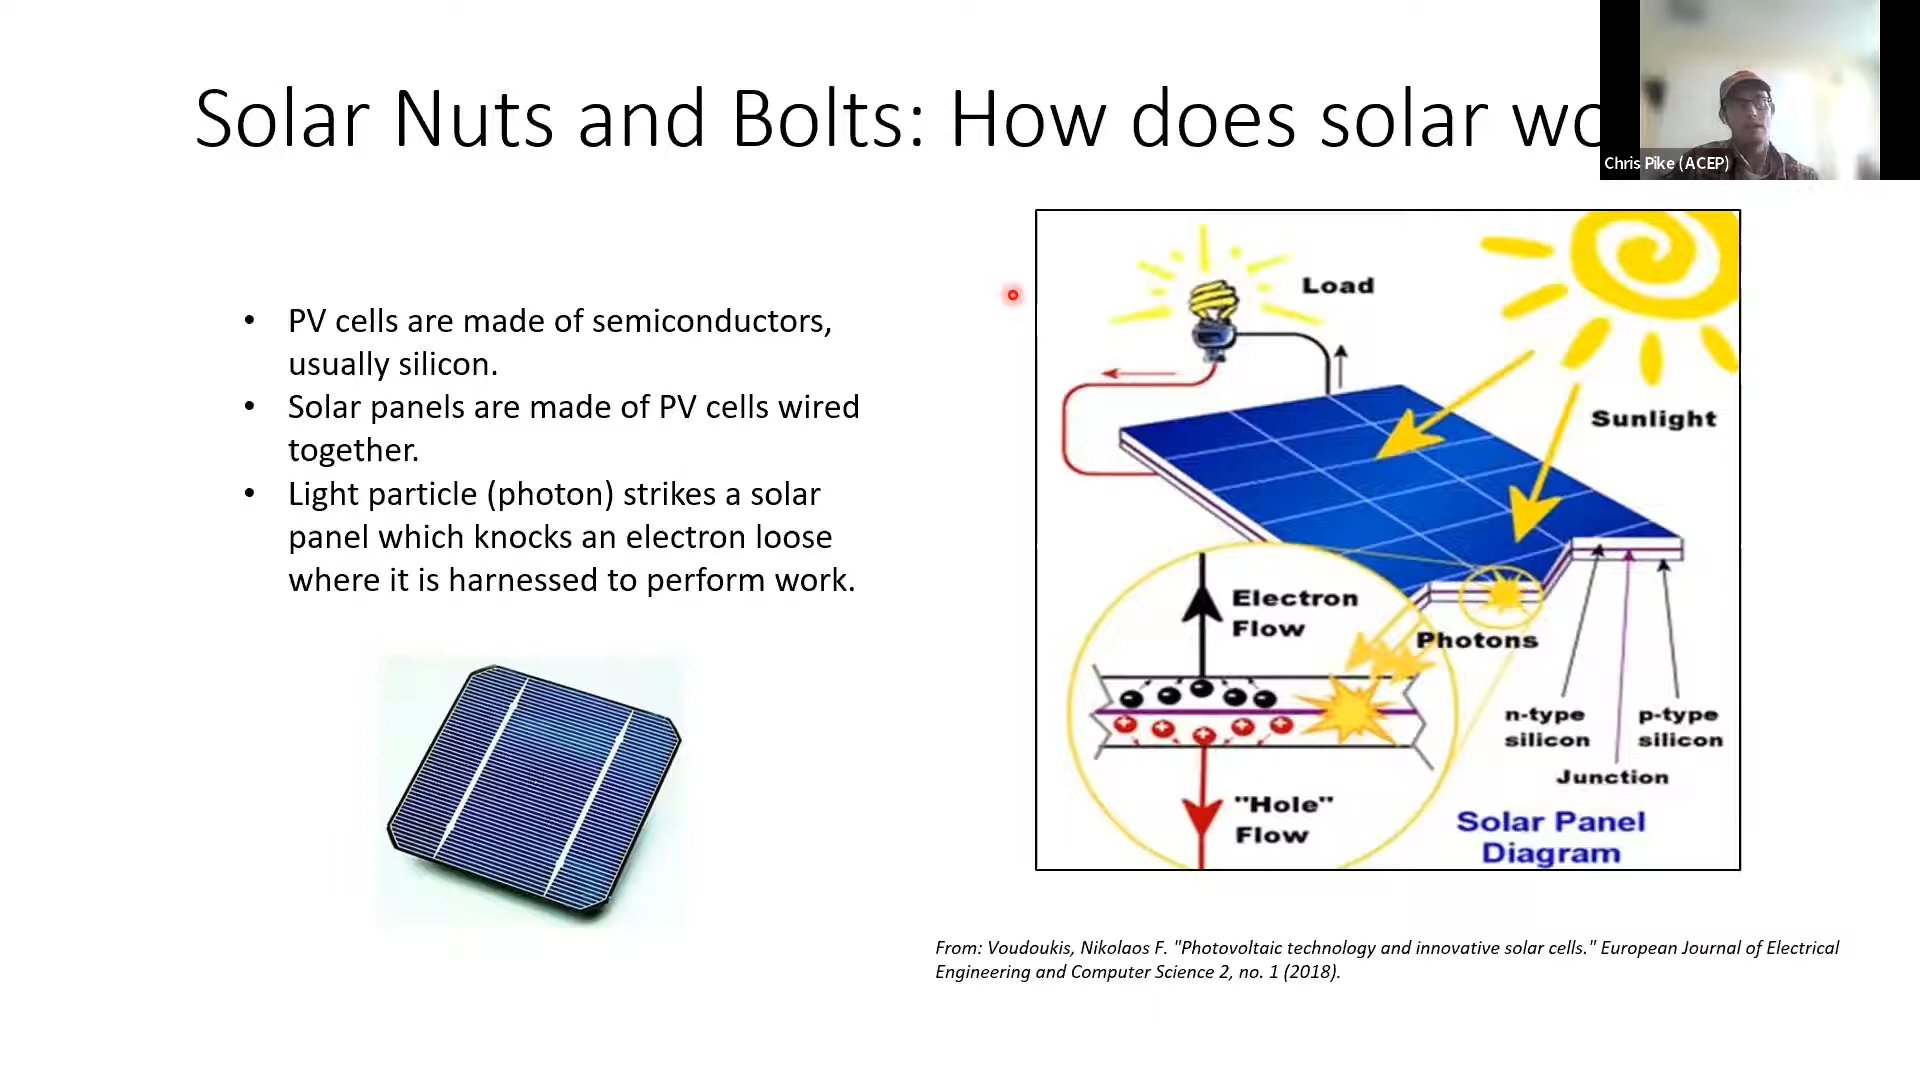 Solar Nuts and Bolts: How does solar wo
Chris Pike (ACEP)
• PV cells are made of semiconductors,
usually silicon.
• Solar panels are made of PV cells wired
together.
• Light particle (photon) strikes a solar
panel which knocks an electron loose
where it is harnessed to perform work.
Load
Sunlight
Electron
Flow
Photons
n-type
silicon
p-type
silicon
Junction
"Hole"
Flow
Solar Panel
Diagram
From: Voudoukis, Nikolaos F. "Photovoltaic technology and innovative solar cells." European Journal of Electrical
Engineering and Computer Science 2, no. 1 (2018).